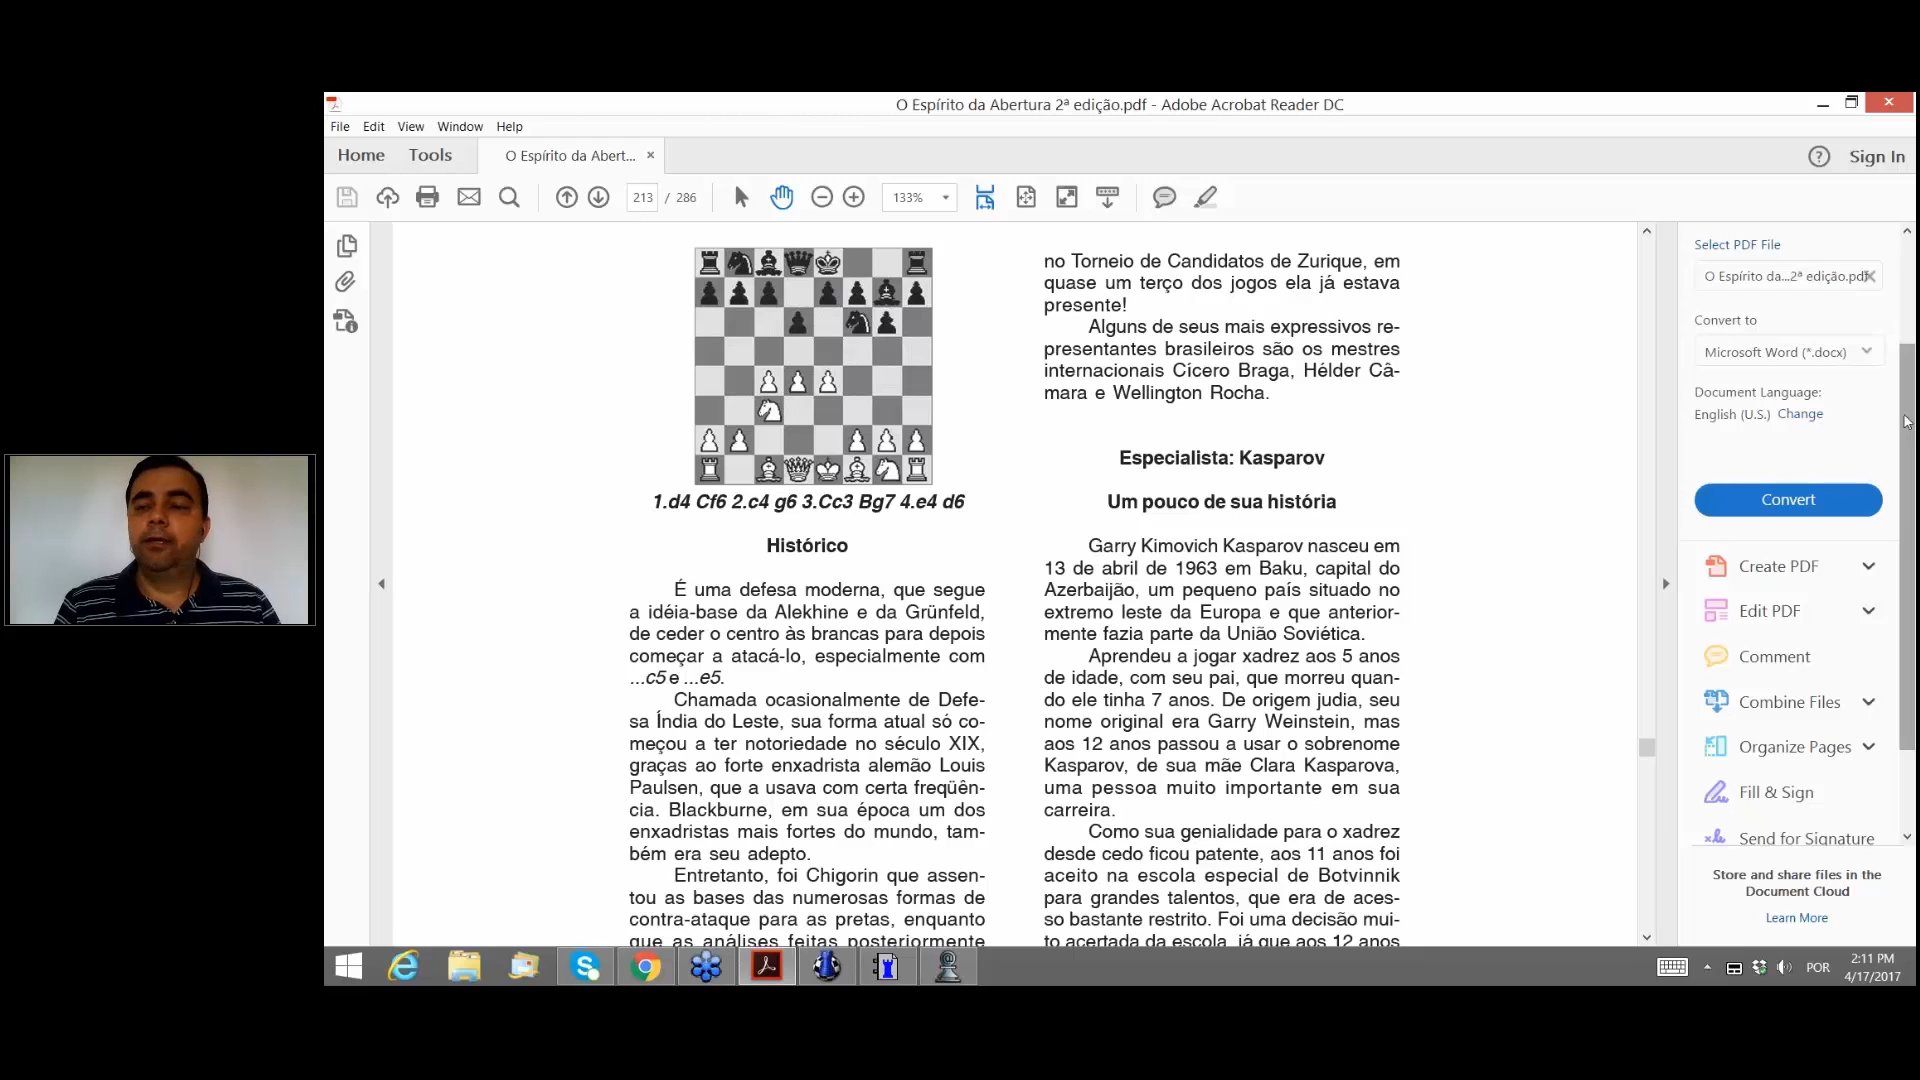 O Espírito da Abertura 2ª edição.pdf - Adobe Acrobat Reader DC
File Edit View Window Help
Home Tools O Espírito da Abert... × ? Sign In
213 / 286 133%
1.d4 Cf6 2.c4 g6 3.Cc3 Bg7 4.e4 d6
Histórico
É uma defesa moderna, que segue
a idéia-base da Alekhine e da Grünfeld,
de ceder o centro às brancas para depois
começar a atacá-lo, especialmente com
...c5 e ...e5.
Chamada ocasionalmente de Defe-
sa Índia do Leste, sua forma atual só co-
meçou a ter notoriedade no século XIX,
graças ao forte enxadrista alemão Louis
Paulsen, que a usava com certa freqüên-
cia. Blackburne, em sua época um dos
enxadristas mais fortes do mundo, tam-
bém era seu adepto.
Entretanto, foi Chigorin que assen-
tou as bases das numerosas formas de
contra-ataque para as pretas, enquanto
que as análises feitas posteriormente
no Torneio de Candidatos de Zurique, em
quase um terço dos jogos ela já estava
presente!
Alguns de seus mais expressivos re-
presentantes brasileiros são os mestres
internacionais Cícero Braga, Hélder Câ-
mara e Wellington Rocha.
Especialista: Kasparov
Um pouco de sua história
Garry Kimovich Kasparov nasceu em
13 de abril de 1963 em Baku, capital do
Azerbaijão, um pequeno país situado no
extremo leste da Europa e que anterior-
mente fazia parte da União Soviética.
Aprendeu a jogar xadrez aos 5 anos
de idade, com seu pai, que morreu quan-
do ele tinha 7 anos. De origem judia, seu
nome original era Garry Weinstein, mas
aos 12 anos passou a usar o sobrenome
Kasparov, de sua mãe Clara Kasparova,
uma pessoa muito importante em sua
carreira.
Como sua genialidade para o xadrez
desde cedo ficou patente, aos 11 anos foi
aceito na escola especial de Botvinnik
para grandes talentos, que era de aces-
so bastante restrito. Foi uma decisão mui-
to acertada da escola, já que aos 12 anos
Select PDF File
O Espírito da...2ª edição.pdf
Convert to
Microsoft Word (*.docx)
Document Language:
English (U.S.) Change
Convert
Create PDF
Edit PDF
Comment
Combine Files
Organize Pages
Fill & Sign
Send for Signature
Store and share files in the
Document Cloud
Learn More
POR
2:11 PM
4/17/2017